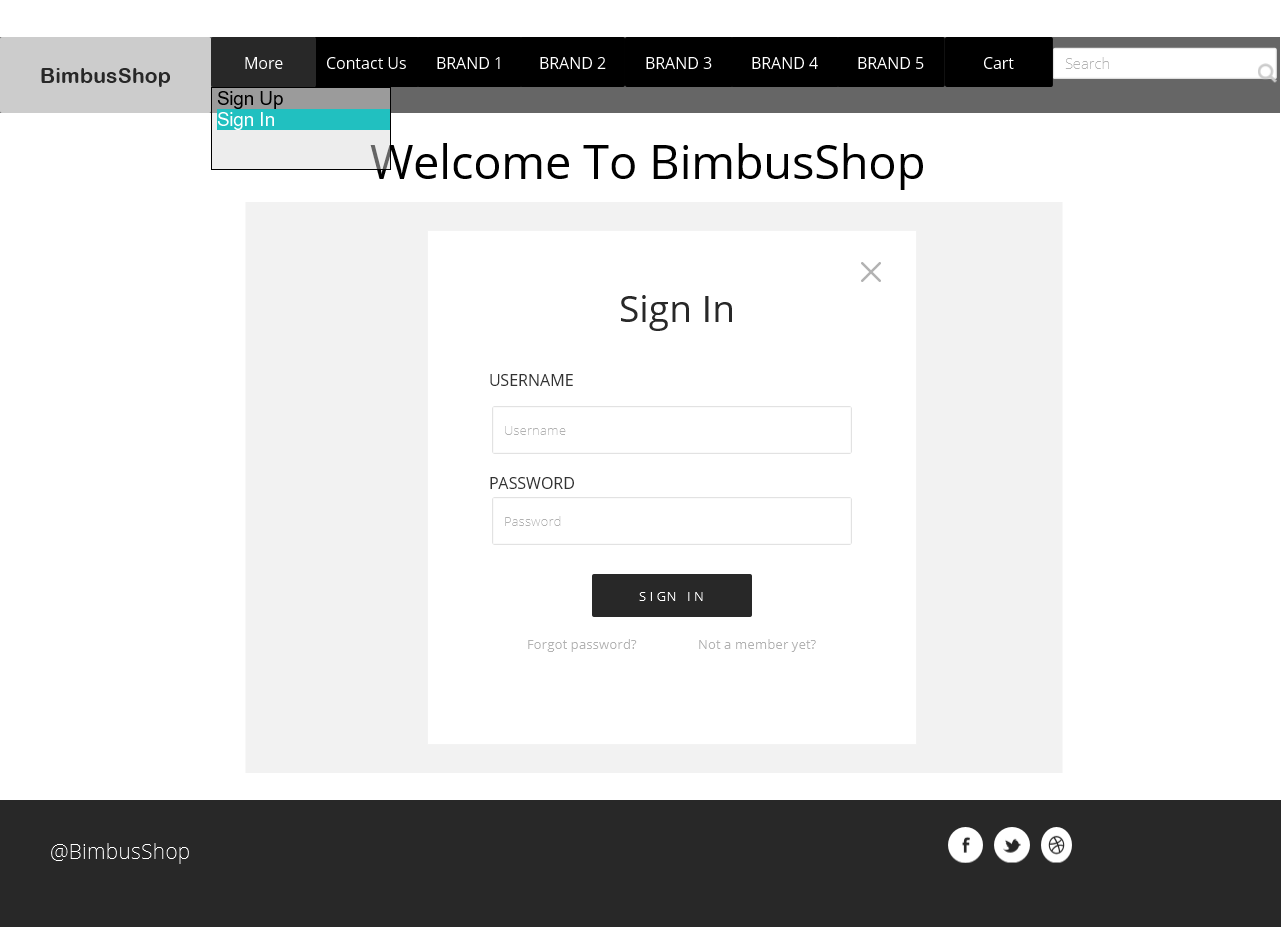 BimbusShop
More
Contact Us
BRAND 1
BRAND 2
BRAND 3
BRAND 4
BRAND 5
Cart
Search
Sign Up
Sign In
Welcome To BimbusShop
Sign In
USERNAME
Username
PASSWORD
Password
SIGN IN
Forgot password?
Not a member yet?
@BimbusShop